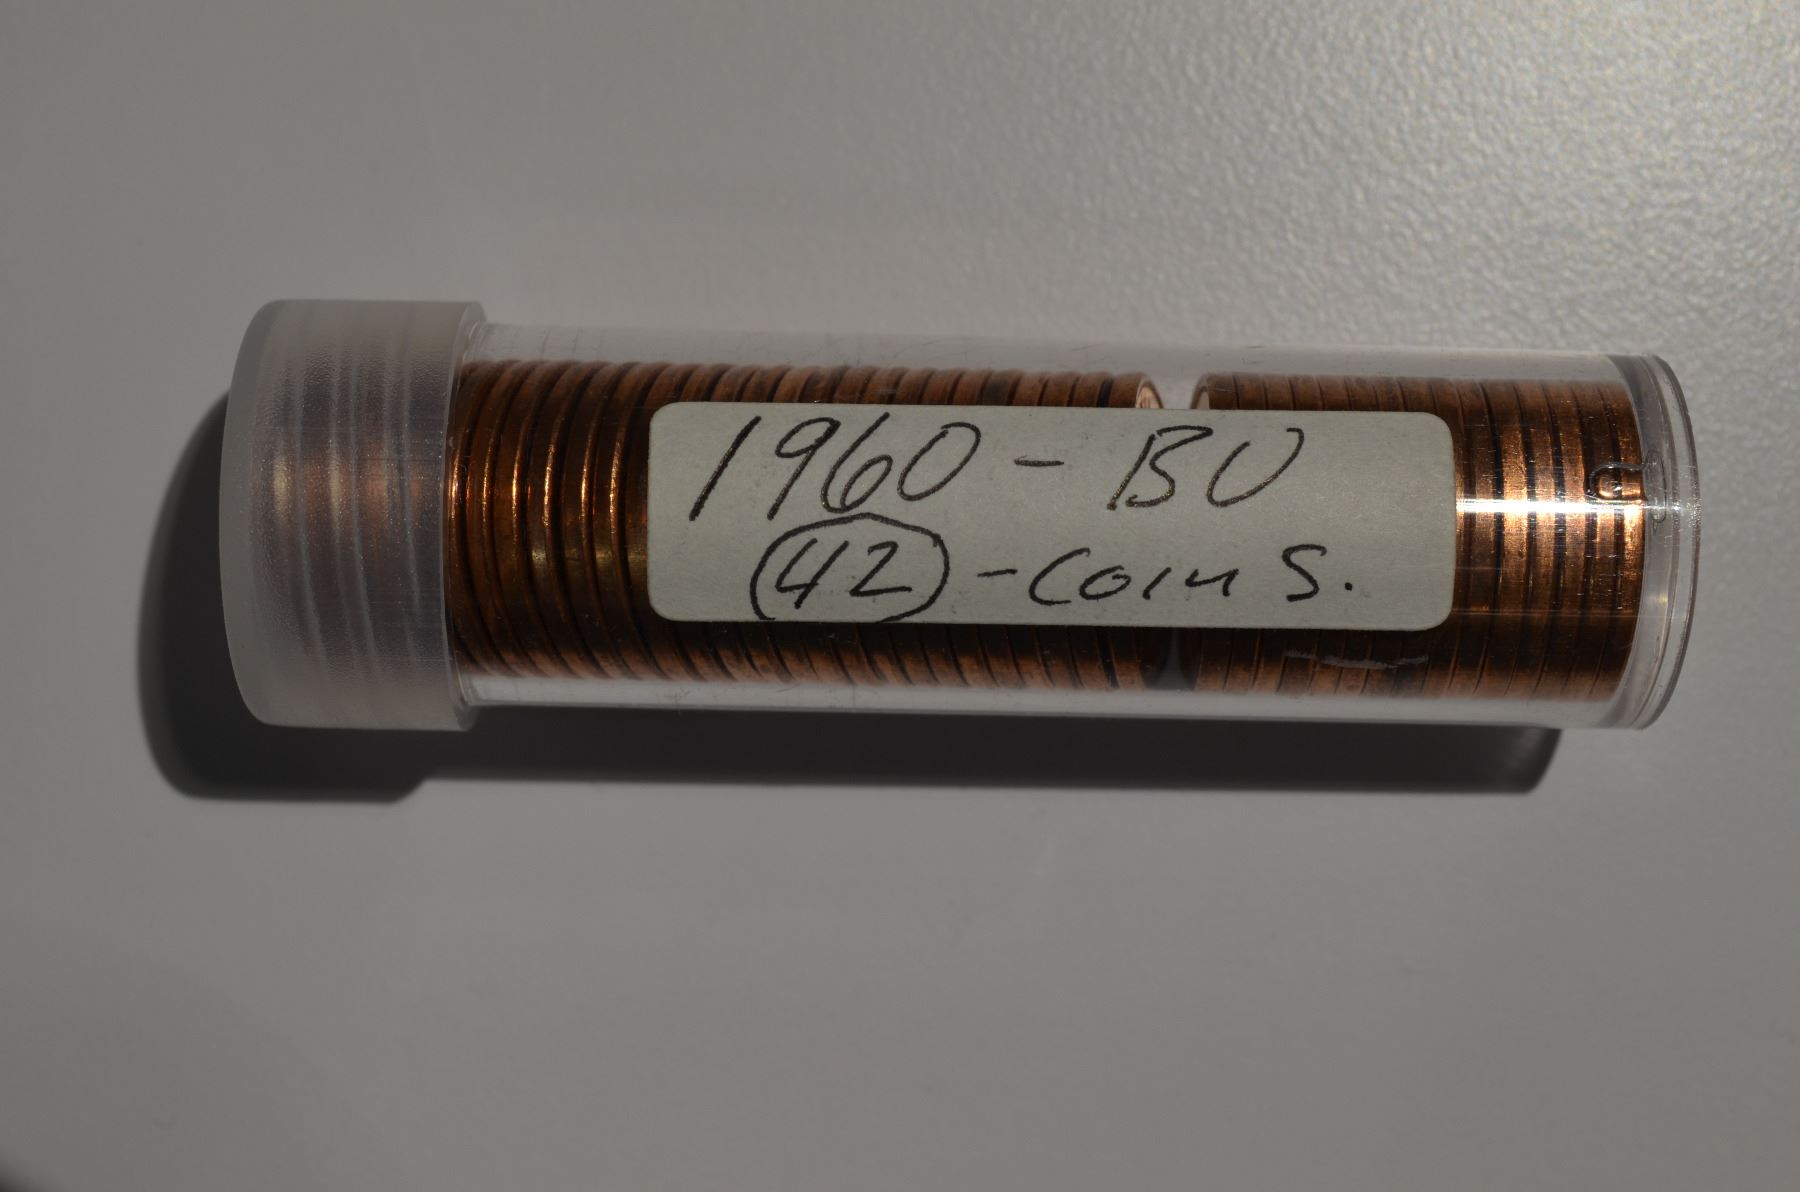 1960 - BU
42 - Coins.